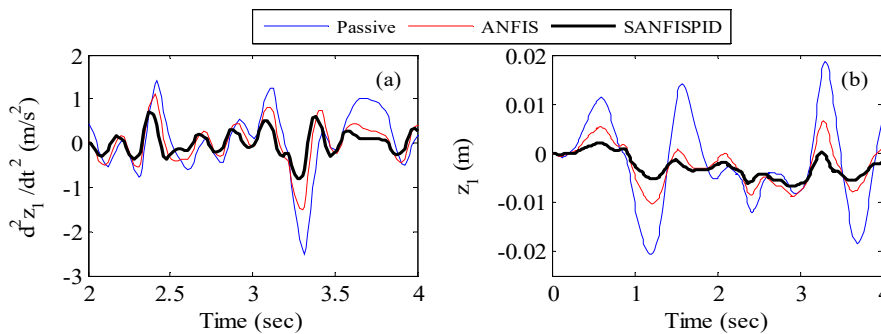 Passive ANFIS SANFISPID
(a)
d²z₁/dt² (m/s²)
2
1
0
-1
-2
-3
2 2.5 3 3.5 4
Time (sec)
(b)
z₁ (m)
0.02
0.01
0
-0.01
-0.02
0 1 2 3 4
Time (sec)